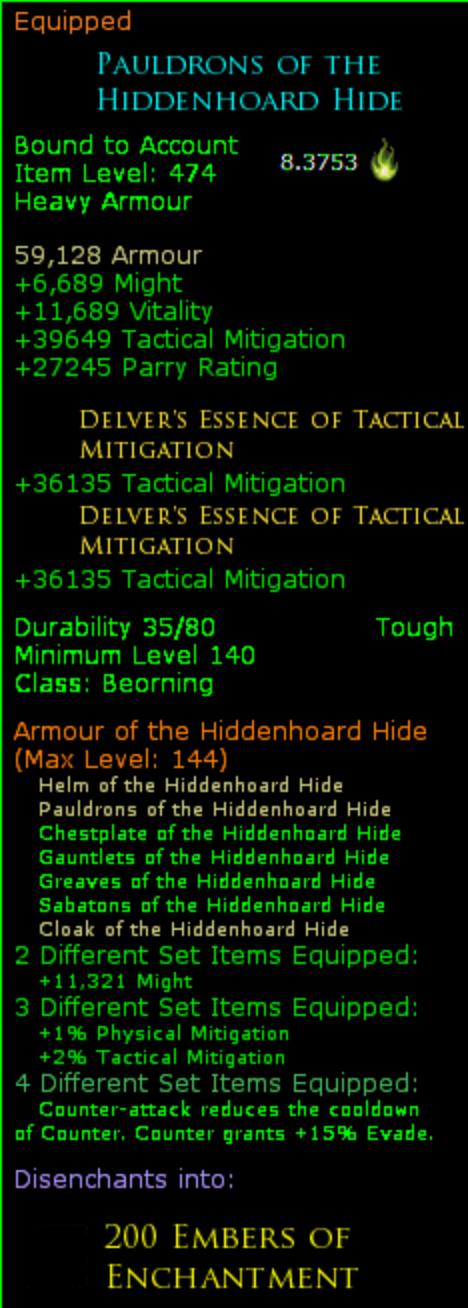 Equipped
Pauldrons of the
Hiddenhoard Hide
Bound to Account
8.3753
Item Level: 474
Heavy Armour
59,128 Armour
+6,689 Might
+11,689 Vitality
+39649 Tactical Mitigation
+27245 Parry Rating
Delver's Essence of Tactical
Mitigation
+36135 Tactical Mitigation
Delver's Essence of Tactical
Mitigation
+36135 Tactical Mitigation
Durability 35/80 Tough
Minimum Level 140
Class: Beorning
Armour of the Hiddenhoard Hide
(Max Level: 144)
Helm of the Hiddenhoard Hide
Pauldrons of the Hiddenhoard Hide
Chestplate of the Hiddenhoard Hide
Gauntlets of the Hiddenhoard Hide
Greaves of the Hiddenhoard Hide
Sabatons of the Hiddenhoard Hide
Cloak of the Hiddenhoard Hide
2 Different Set Items Equipped:
+11,321 Might
3 Different Set Items Equipped:
+1% Physical Mitigation
+2% Tactical Mitigation
4 Different Set Items Equipped:
Counter-attack reduces the cooldown
of Counter. Counter grants +15% Evade.
Disenchants into:
200 Embers of
Enchantment